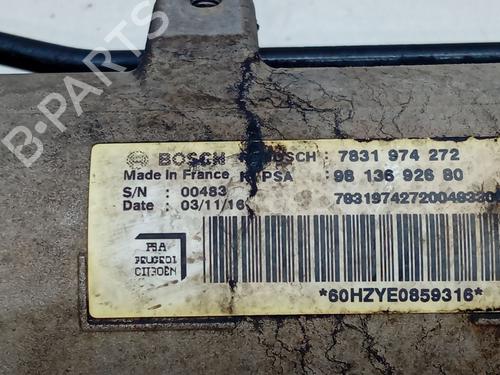 B-PARTS
BOSCH BOSCH : 7831 974 272
Made in France PSA : 98 136 926 80
S/N : 00483
Date : 03/11/16
PSA
PEUGEOT
CITROËN
*60HZYE0859316*